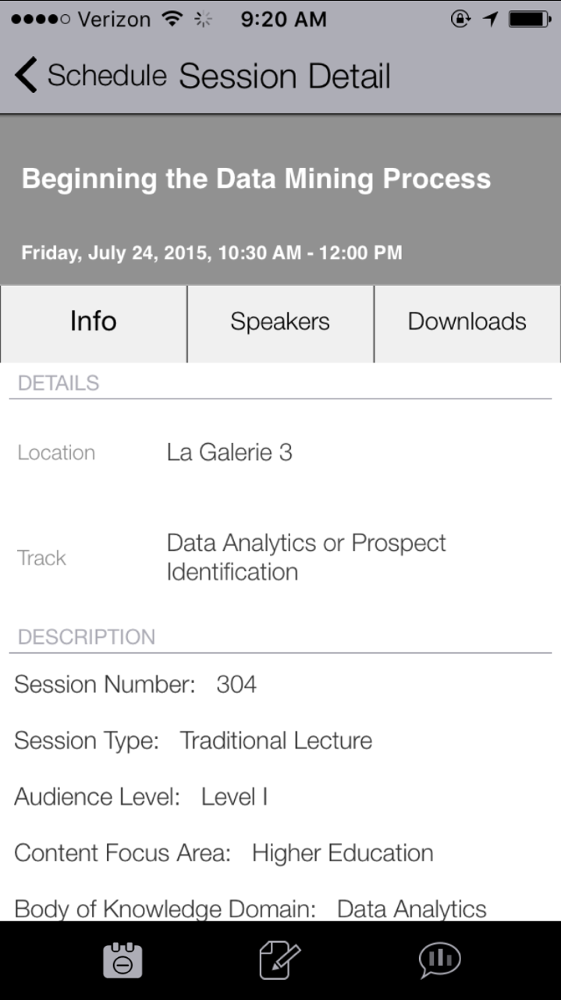 Verizon 9:20 AM
Schedule Session Detail
Beginning the Data Mining Process
Friday, July 24, 2015, 10:30 AM - 12:00 PM
Info Speakers Downloads
DETAILS
Location La Galerie 3
Track Data Analytics or Prospect
Identification
DESCRIPTION
Session Number: 304
Session Type: Traditional Lecture
Audience Level: Level I
Content Focus Area: Higher Education
Body of Knowledge Domain: Data Analytics